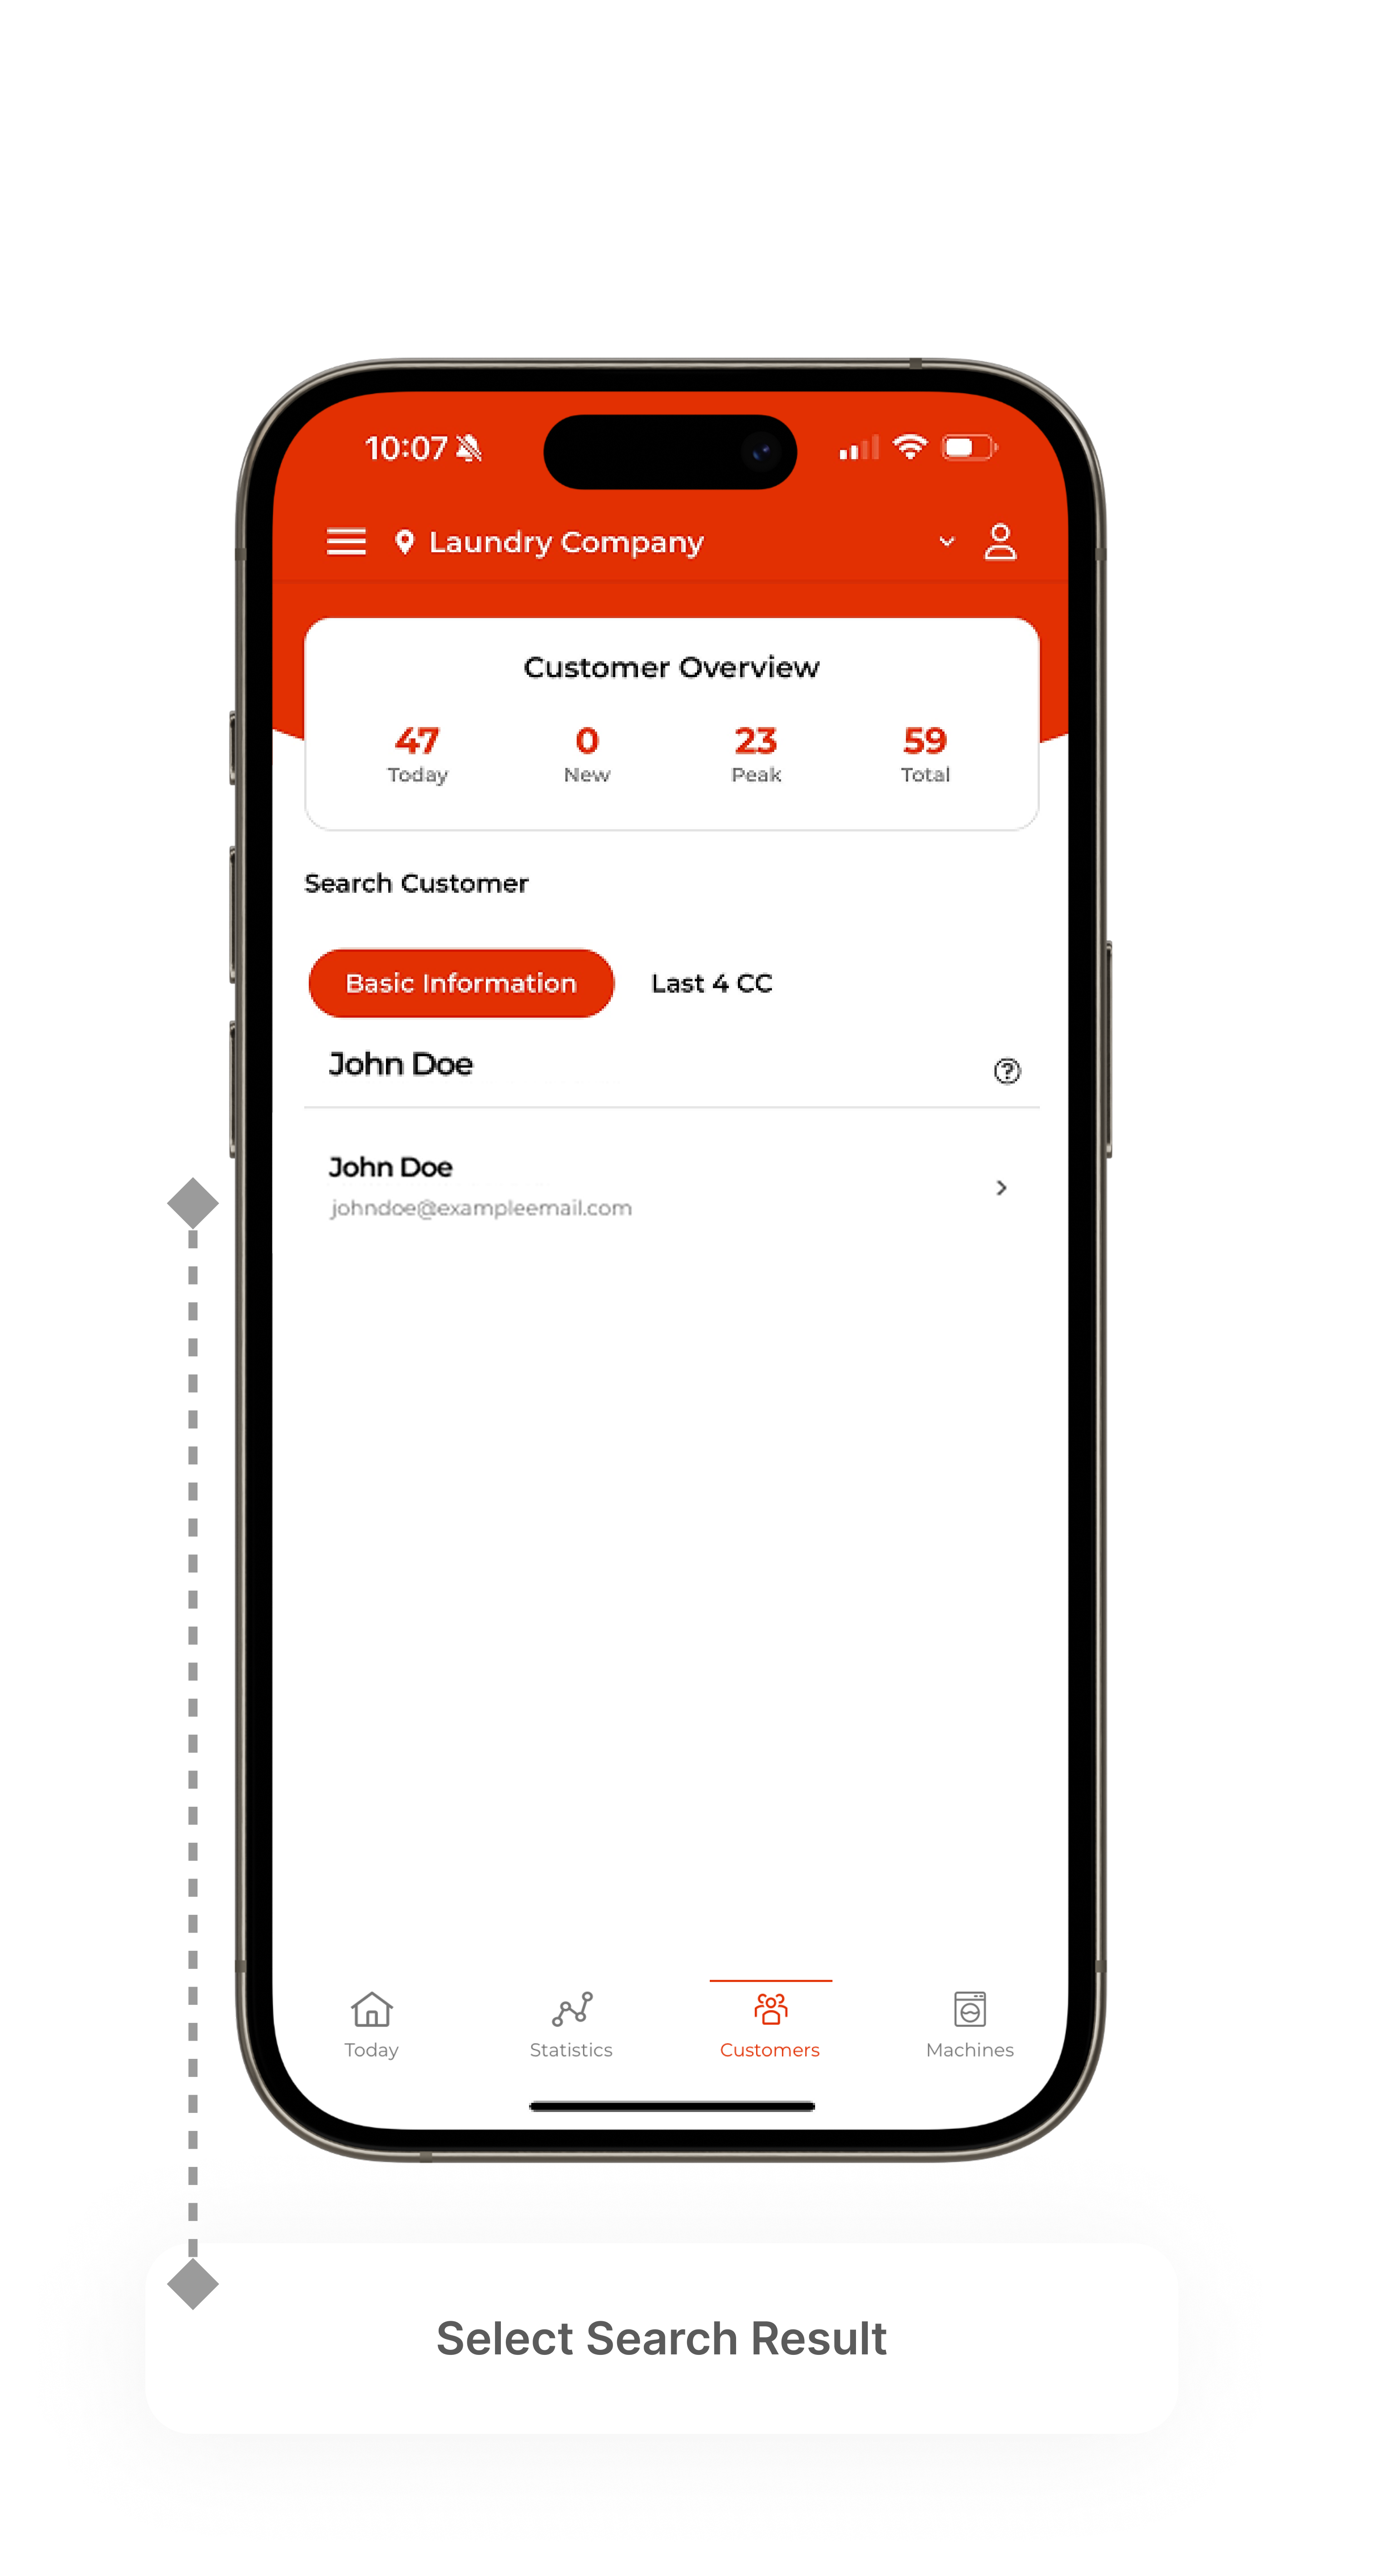 10:07
Laundry Company
Customer Overview
47 0 23 59
Today New Peak Total
Search Customer
Basic Information Last 4 CC
John Doe
John Doe
johndoe@exampleemail.com
Today Statistics Customers Machines
Select Search Result